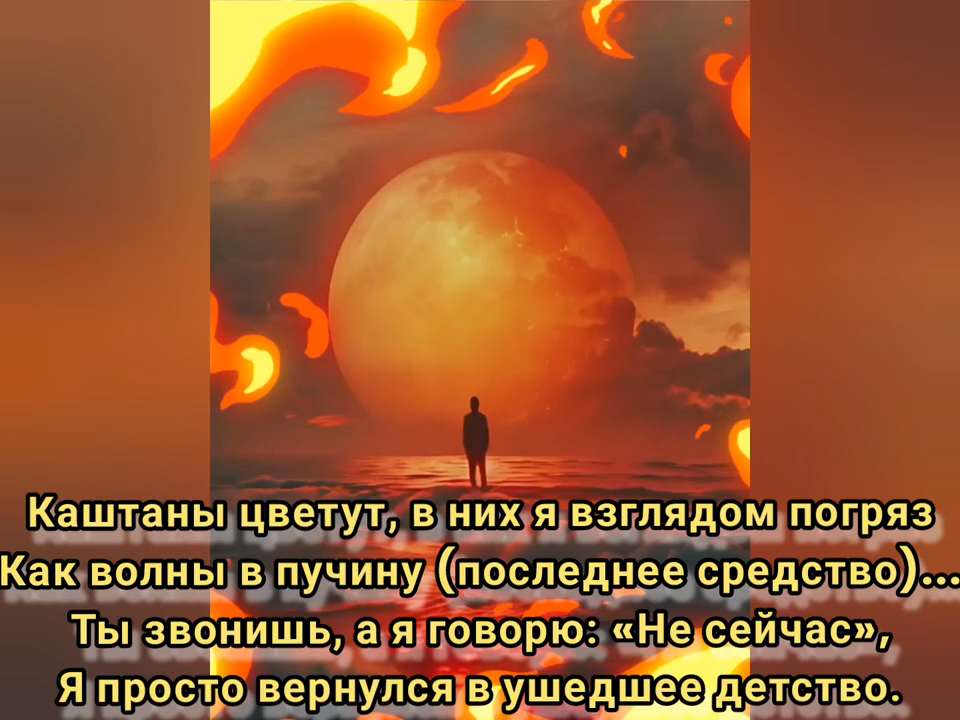 Каштаны цветут, в них я взглядом погряз
Как волны в пучину (последнее средство)...
Ты звонишь, а я говорю: «Не сейчас»,
Я просто вернулся в ушедшее детство.